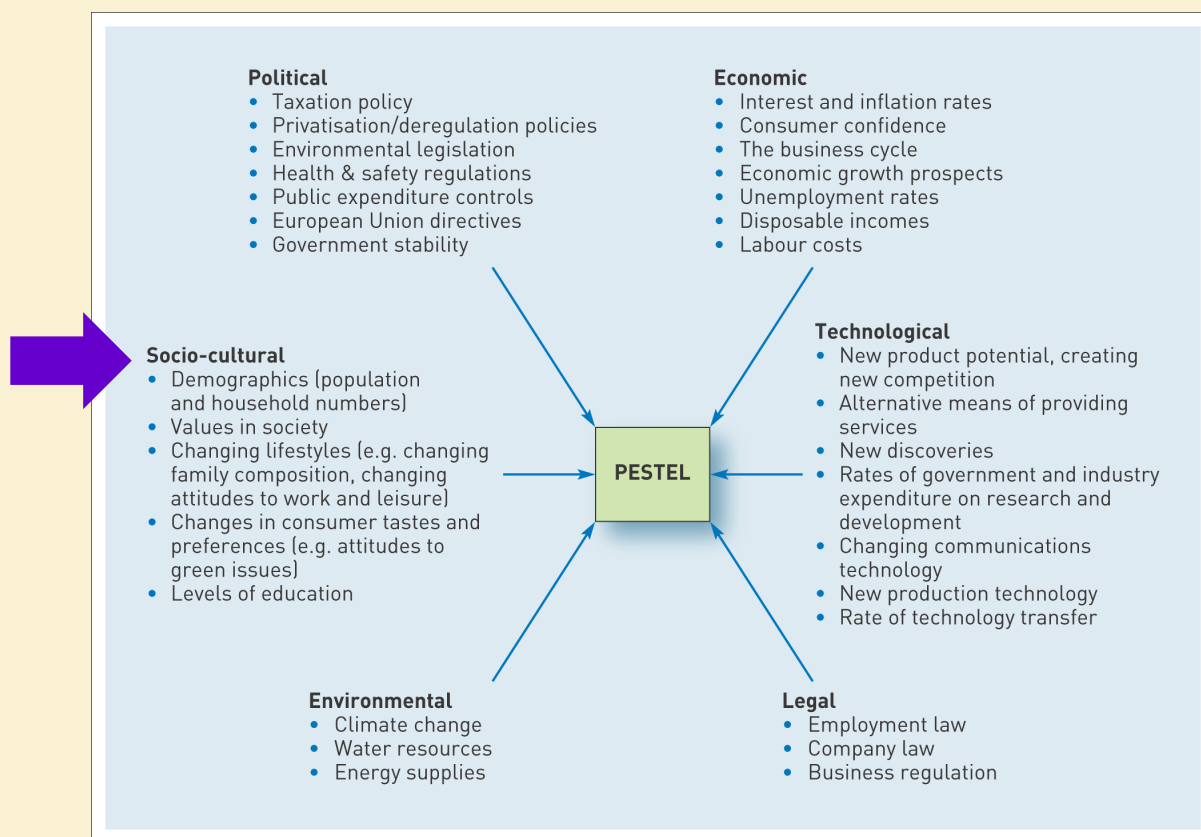 Political
• Taxation policy
• Privatisation/deregulation policies
• Environmental legislation
• Health & safety regulations
• Public expenditure controls
• European Union directives
• Government stability
Economic
• Interest and inflation rates
• Consumer confidence
• The business cycle
• Economic growth prospects
• Unemployment rates
• Disposable incomes
• Labour costs
Socio-cultural
• Demographics (population
and household numbers)
• Values in society
• Changing lifestyles (e.g. changing
family composition, changing
attitudes to work and leisure)
• Changes in consumer tastes and
preferences (e.g. attitudes to
green issues)
• Levels of education
PESTEL
Technological
• New product potential, creating
new competition
• Alternative means of providing
services
• New discoveries
• Rates of government and industry
expenditure on research and
development
• Changing communications
technology
• New production technology
• Rate of technology transfer
Environmental
• Climate change
• Water resources
• Energy supplies
Legal
• Employment law
• Company law
• Business regulation